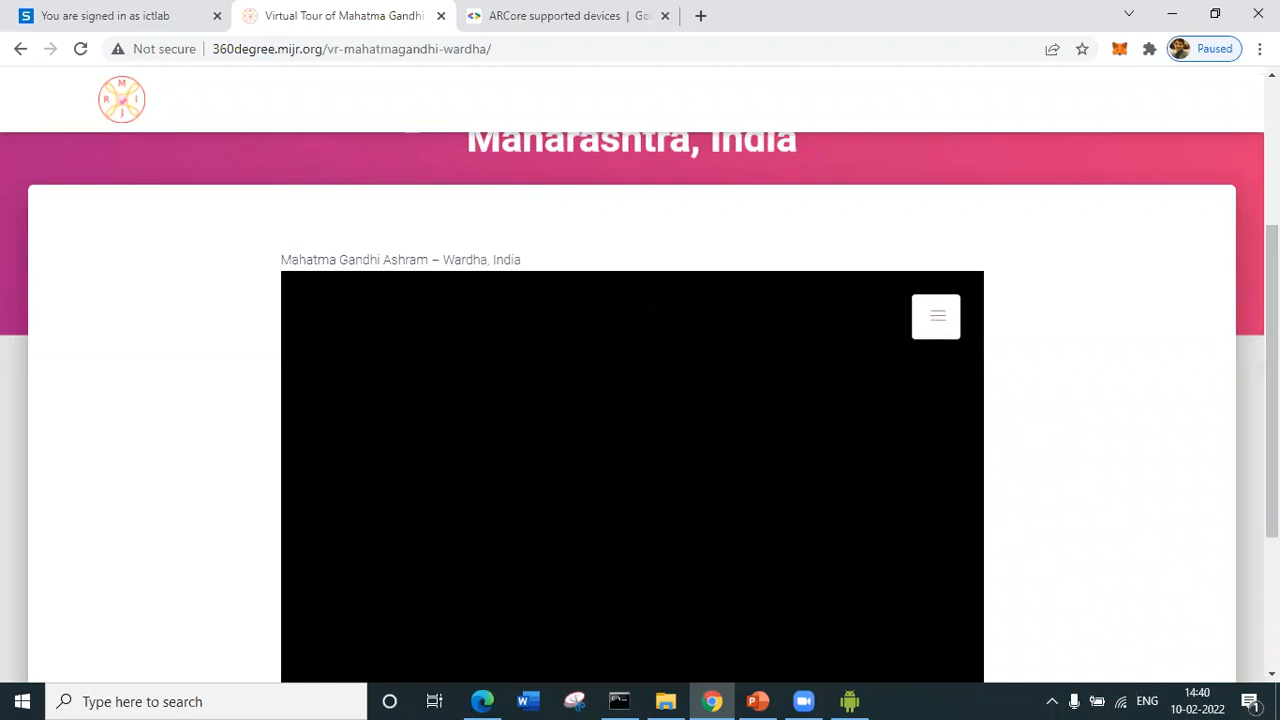 You are signed in as ictlab
Virtual Tour of Mahatma Gandhi
ARCore supported devices | Go
Not secure
360degree.mijr.org/vr-mahatmagandhi-wardha/
Paused
M
R I
J
Maharashtra, India
Mahatma Gandhi Ashram – Wardha, India
Type here to search
ENG
14:40
10-02-2022
1